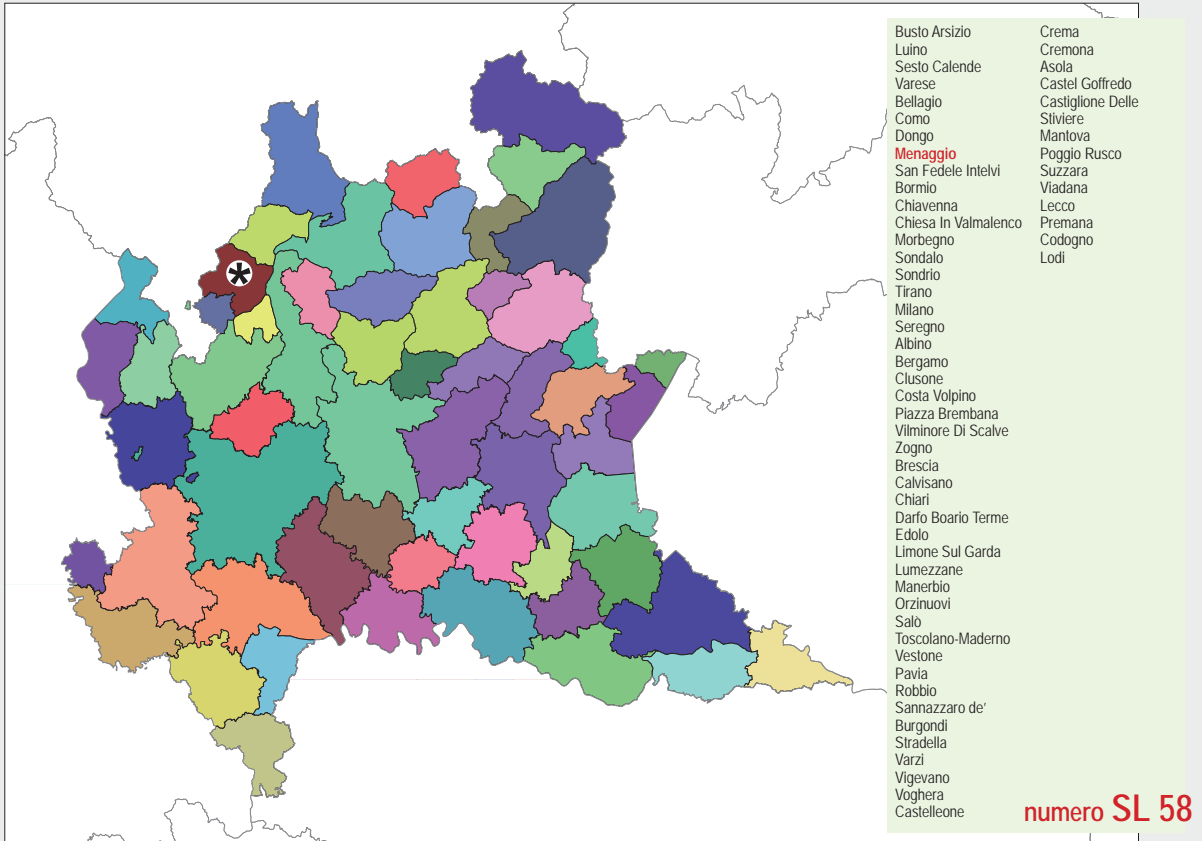 Busto Arsizio
Luino
Sesto Calende
Varese
Bellagio
Como
Dongo
Menaggio
San Fedele Intelvi
Bormio
Chiavenna
Chiesa In Valmalenco
Morbegno
Sondalo
Sondrio
Tirano
Milano
Seregno
Albino
Bergamo
Clusone
Costa Volpino
Piazza Brembana
Vilminore Di Scalve
Zogno
Brescia
Calvisano
Chiari
Darfo Boario Terme
Edolo
Limone Sul Garda
Lumezzane
Manerbio
Orzinuovi
Salò
Toscolano-Maderno
Vestone
Pavia
Robbio
Sannazzaro de'
Burgondi
Stradella
Varzi
Vigevano
Voghera
Castelleone
Crema
Cremona
Asola
Castel Goffredo
Castiglione Delle
Stiviere
Mantova
Poggio Rusco
Suzzara
Viadana
Lecco
Premana
Codogno
Lodi
numero SL 58